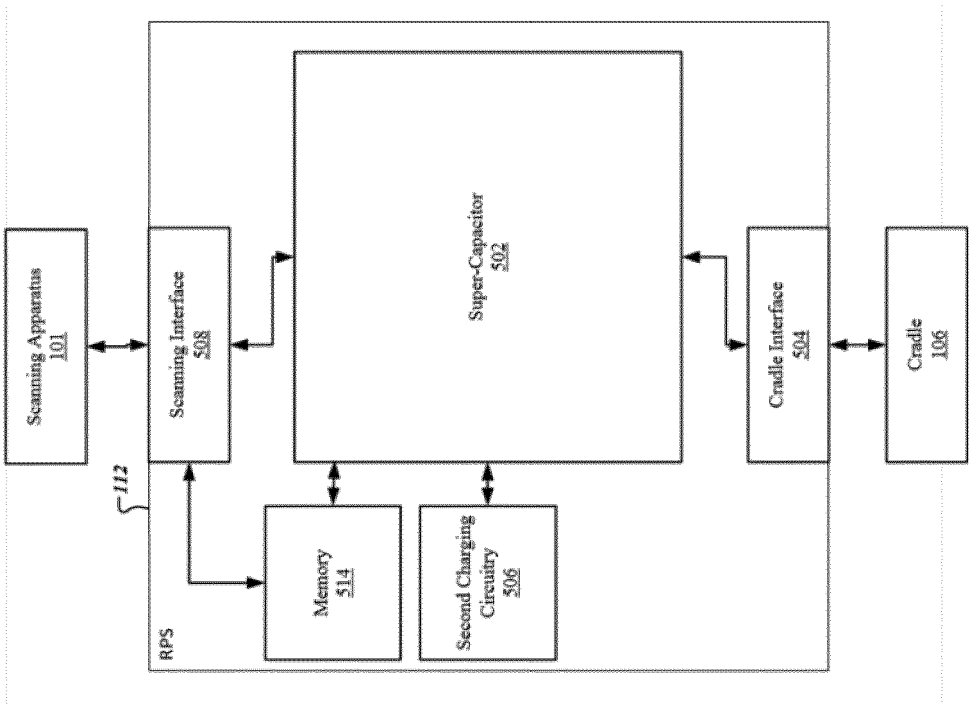 Scanning Apparatus
101
112
RPS
Scanning Interface
508
Memory
514
Second Charging
Circuitry
506
Super-Capacitor
502
Cradle Interface
504
Cradle
106